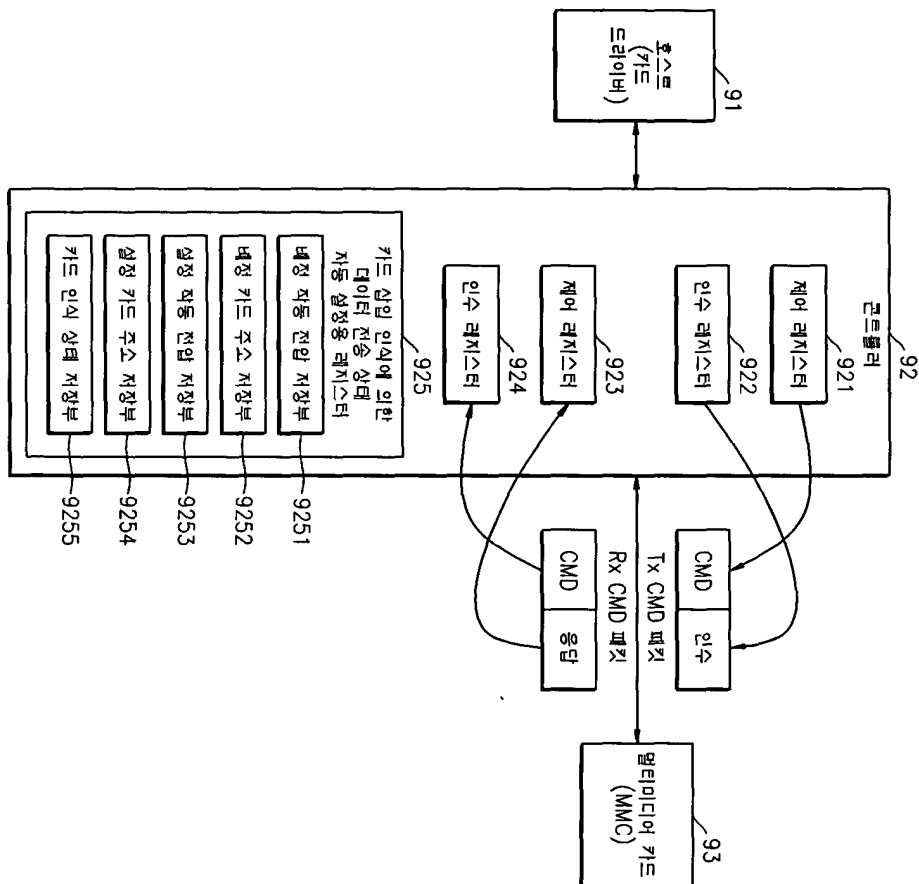 호스트
(카드
드라이버)
91
콘트롤러
92
제어 레지스터
921
인수 레지스터
922
제어 레지스터
923
인수 레지스터
924
카드 삽입 인식에 의한
데이터 전송 상태
자동 설정용 레지스터
925
배정 작동 전압 저장부
9251
배정 카드 주소 저장부
9252
설정 작동 전압 저장부
9253
설정 카드 주소 저장부
9254
카드 인식 상태 저장부
9255
CMD
인수
Tx CMD 패킷
Rx CMD 패킷
CMD
응답
멀티미디어 카드
(MMC)
93